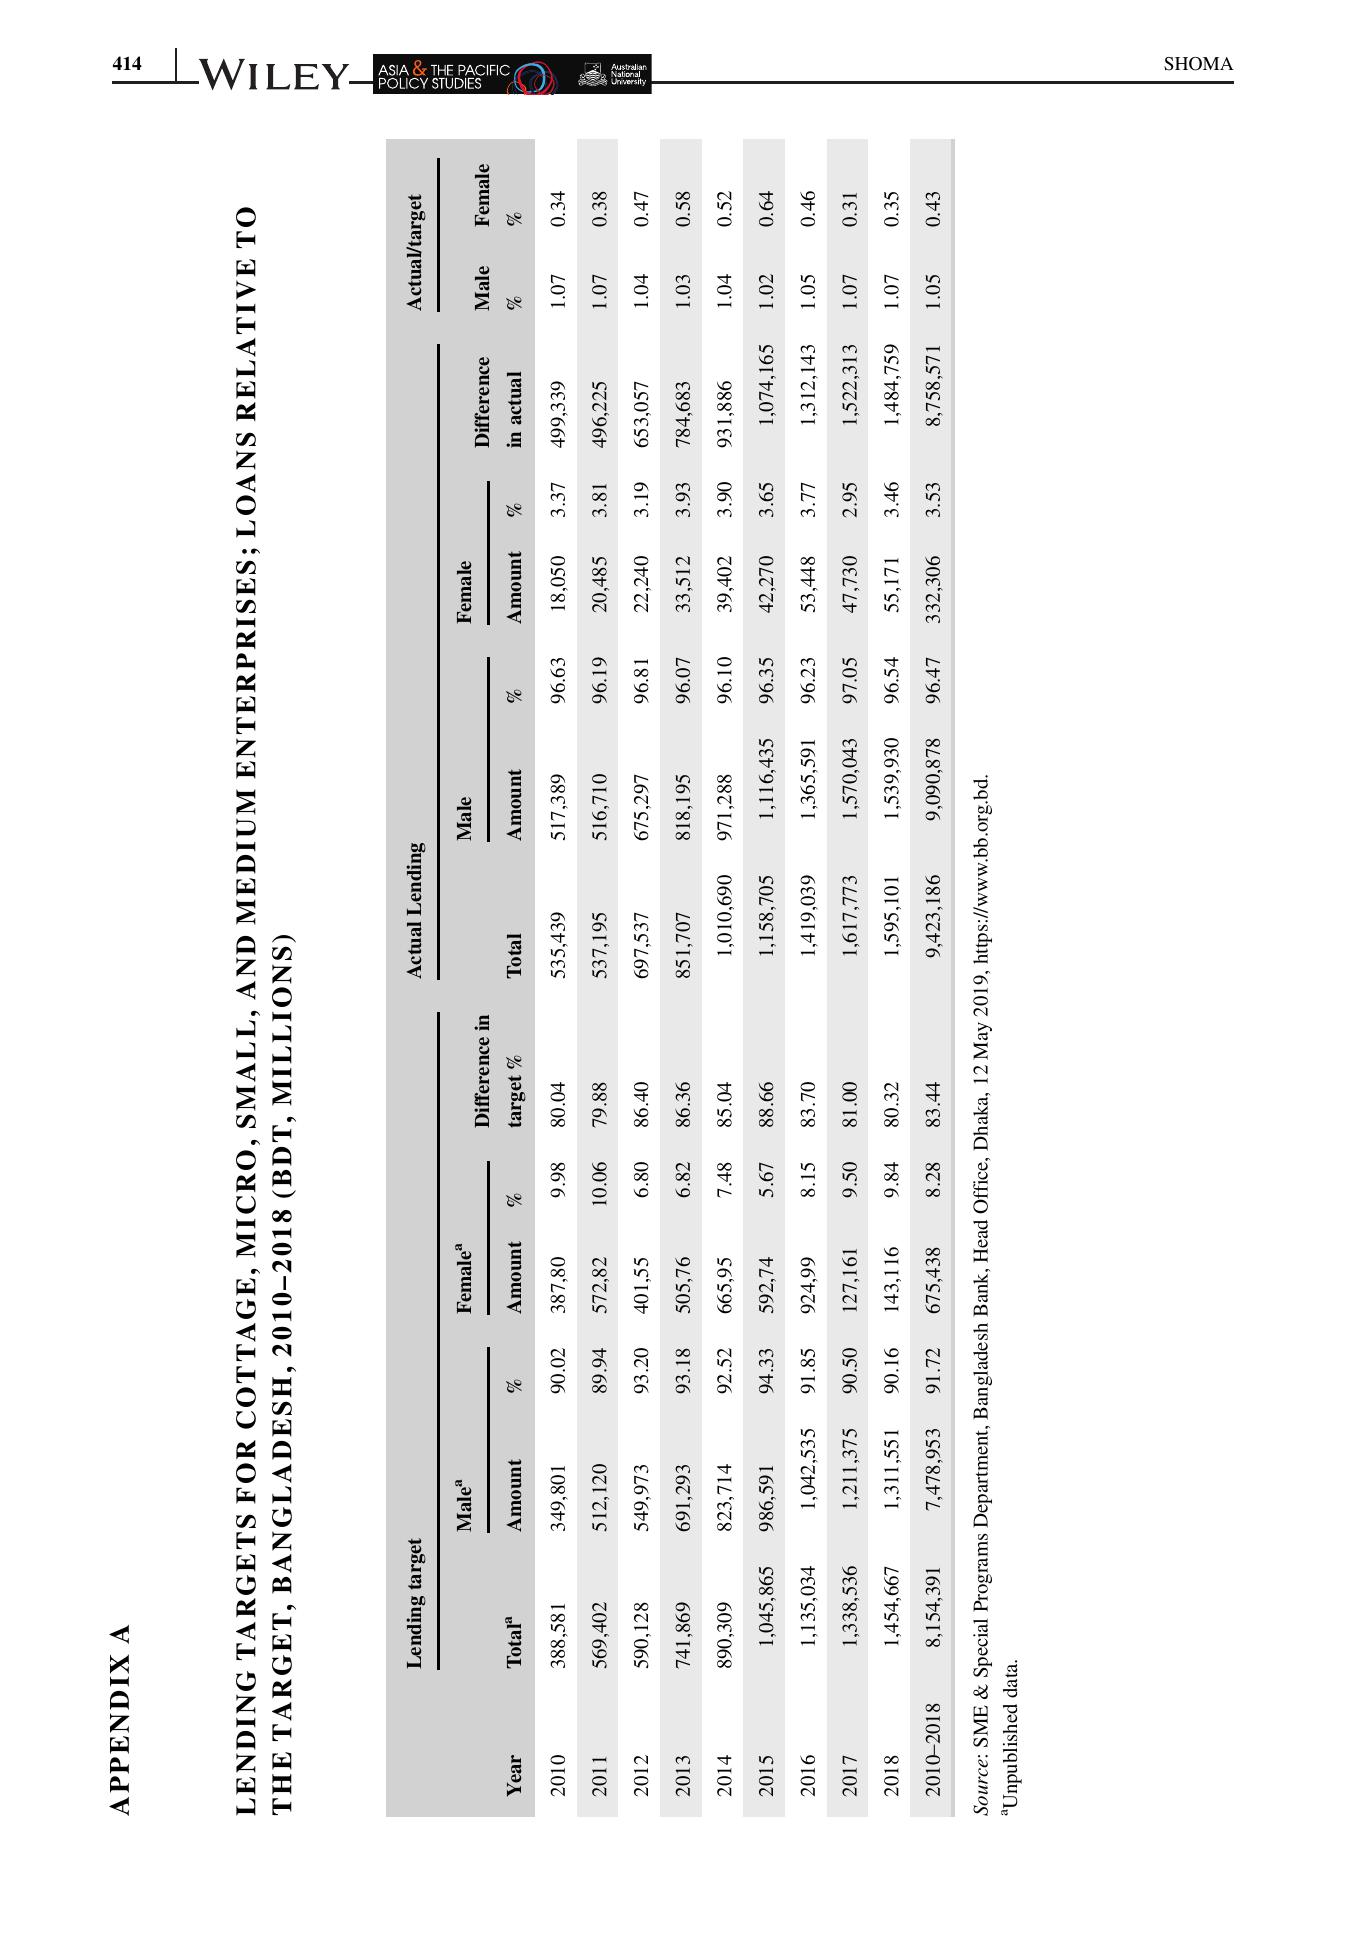 414
WILEY
ASIA & THE PACIFIC
POLICY STUDIES
Australian
National
University
SHOMA
APPENDIX A
LENDING TARGETS FOR COTTAGE, MICRO, SMALL, AND MEDIUM ENTERPRISES; LOANS RELATIVE TO
THE TARGET, BANGLADESH, 2010–2018 (BDT, MILLIONS)
Lending target Actual Lending Actual/target
Maleᵃ Femaleᵃ Difference in Male Female Difference Male Female
Year Totalᵃ Amount % Amount % target % Total Amount % Amount % in actual % %
2010 388,581 349,801 90.02 387,80 9.98 80.04 535,439 517,389 96.63 18,050 3.37 499,339 1.07 0.34
2011 569,402 512,120 89.94 572,82 10.06 79.88 537,195 516,710 96.19 20,485 3.81 496,225 1.07 0.38
2012 590,128 549,973 93.20 401,55 6.80 86.40 697,537 675,297 96.81 22,240 3.19 653,057 1.04 0.47
2013 741,869 691,293 93.18 505,76 6.82 86.36 851,707 818,195 96.07 33,512 3.93 784,683 1.03 0.58
2014 890,309 823,714 92.52 665,95 7.48 85.04 1,010,690 971,288 96.10 39,402 3.90 931,886 1.04 0.52
2015 1,045,865 986,591 94.33 592,74 5.67 88.66 1,158,705 1,116,435 96.35 42,270 3.65 1,074,165 1.02 0.64
2016 1,135,034 1,042,535 91.85 924,99 8.15 83.70 1,419,039 1,365,591 96.23 53,448 3.77 1,312,143 1.05 0.46
2017 1,338,536 1,211,375 90.50 127,161 9.50 81.00 1,617,773 1,570,043 97.05 47,730 2.95 1,522,313 1.07 0.31
2018 1,454,667 1,311,551 90.16 143,116 9.84 80.32 1,595,101 1,539,930 96.54 55,171 3.46 1,484,759 1.07 0.35
2010–2018 8,154,391 7,478,953 91.72 675,438 8.28 83.44 9,423,186 9,090,878 96.47 332,306 3.53 8,758,571 1.05 0.43
Source: SME & Special Programs Department, Bangladesh Bank, Head Office, Dhaka, 12 May 2019, https://www.bb.org.bd.
ᵃUnpublished data.